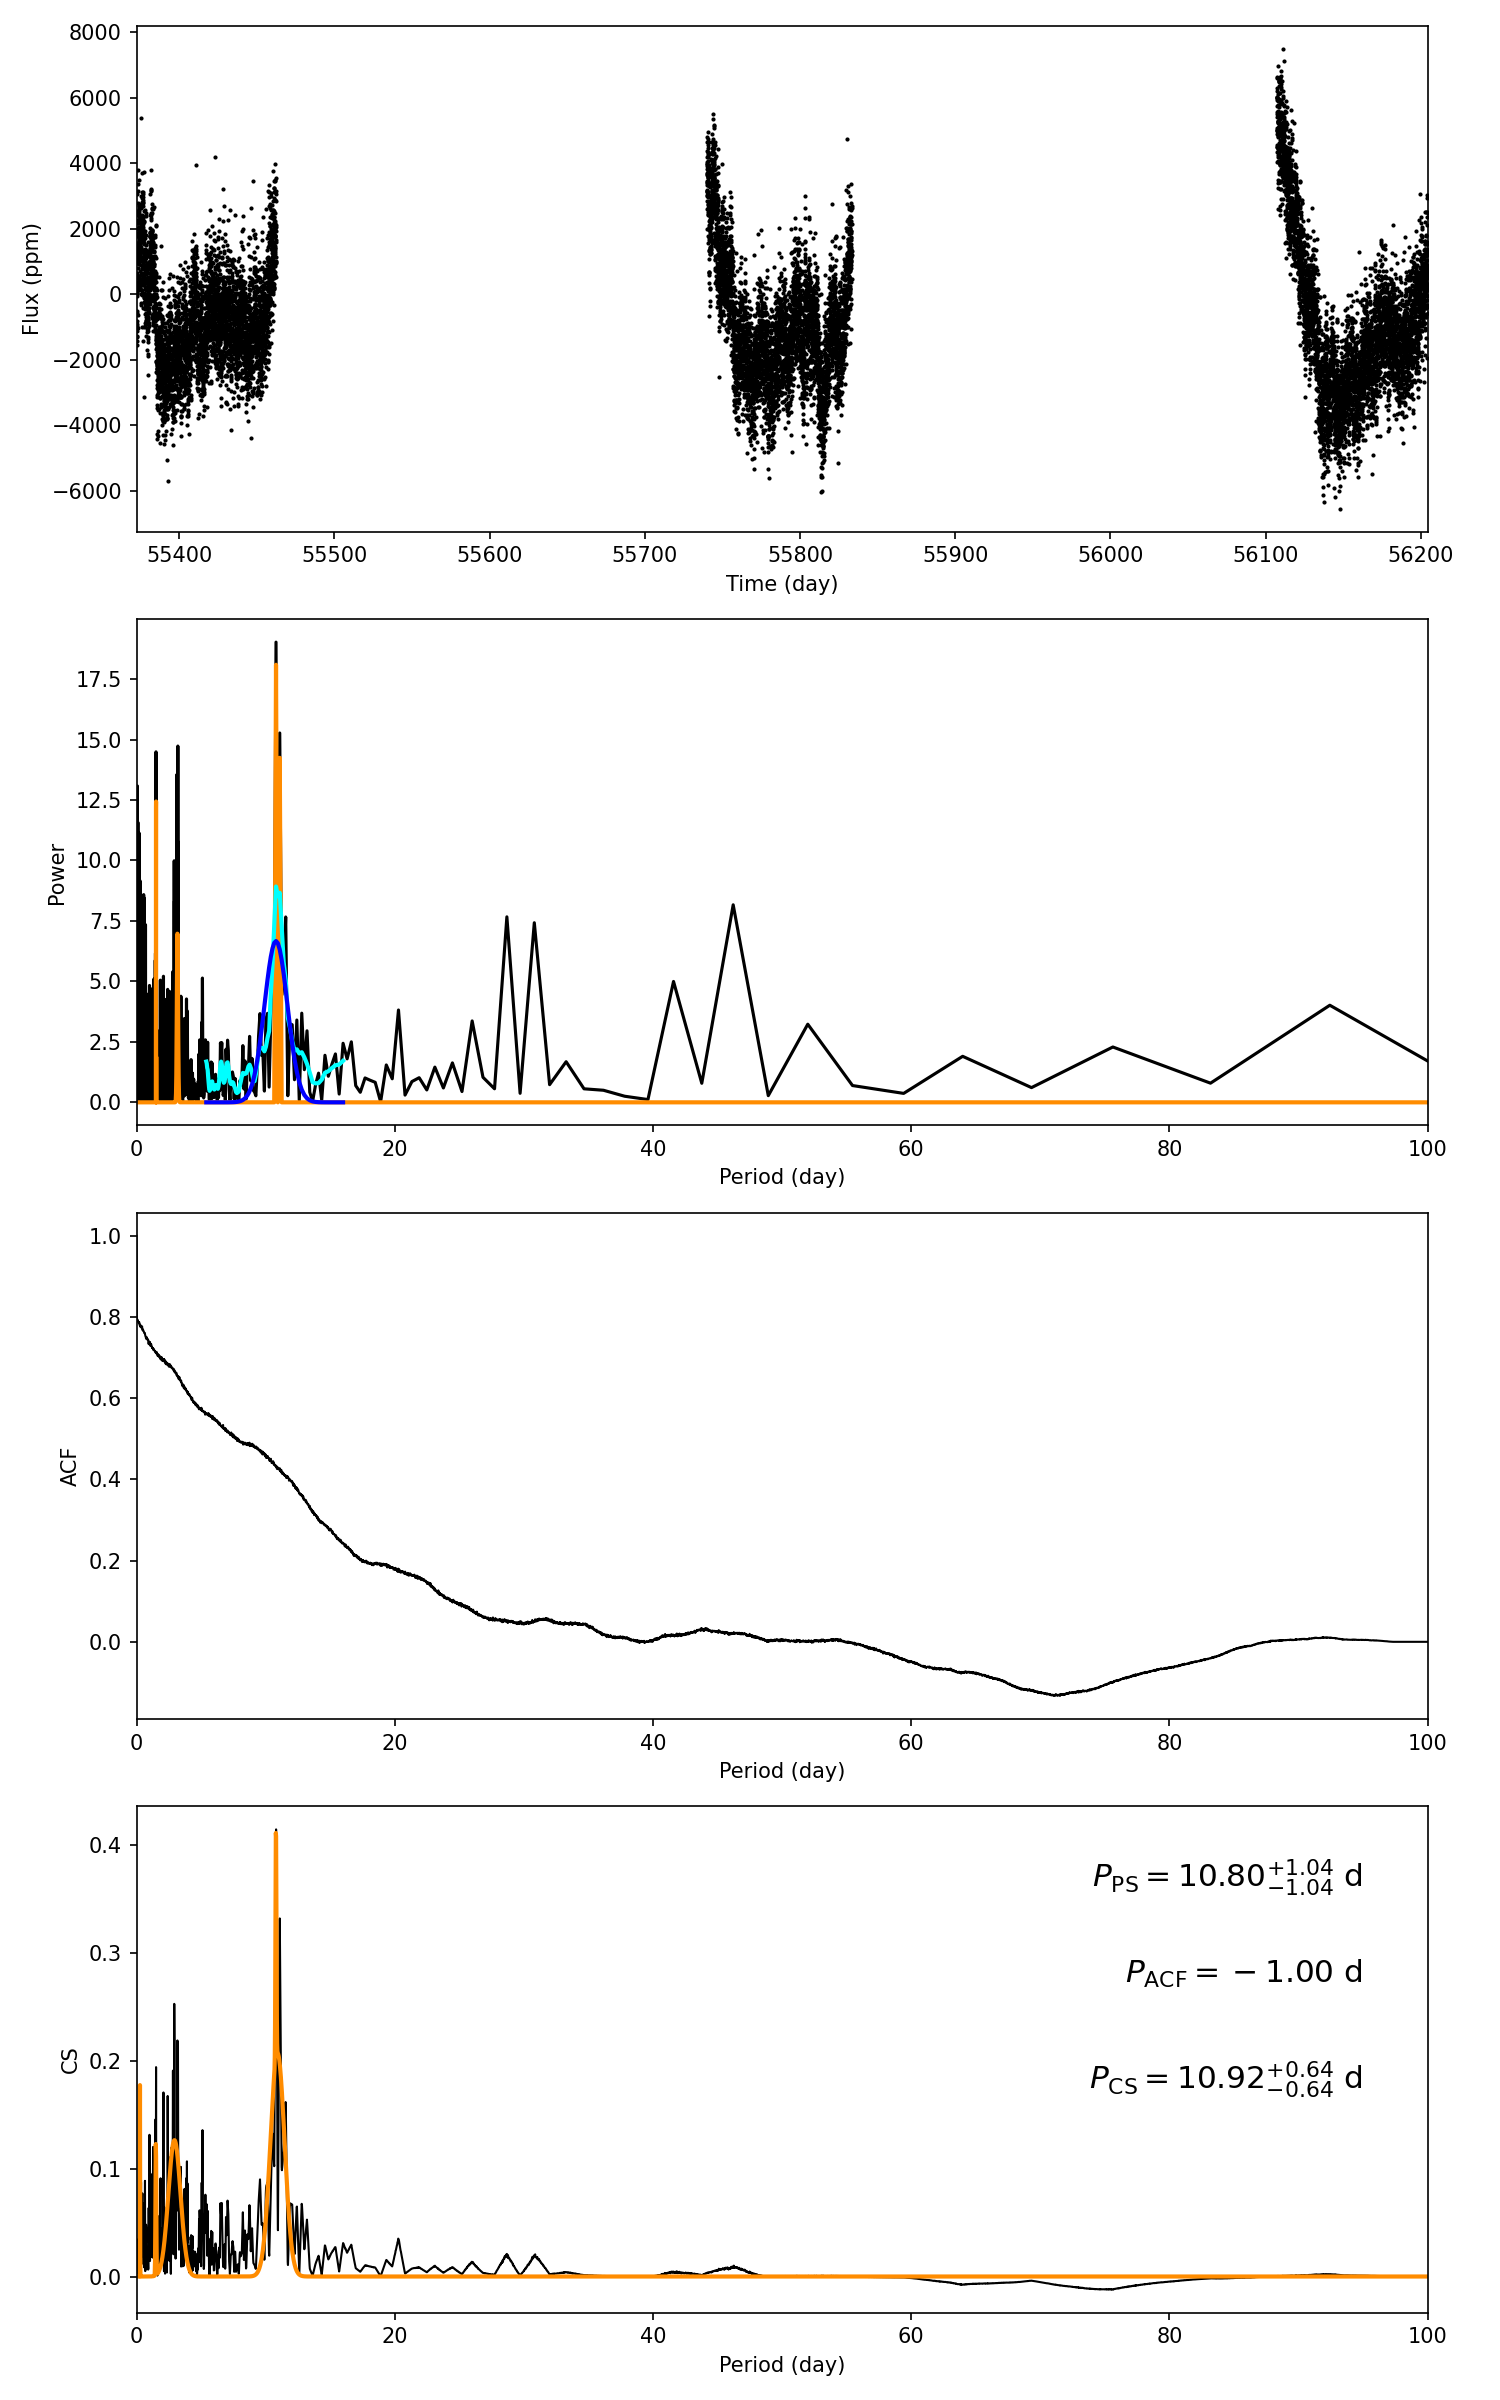 8000
6000
4000
2000
0
−2000
−4000
−6000
Flux (ppm)
55400 55500 55600 55700 55800 55900 56000 56100 56200
Time (day)
17.5
15.0
12.5
10.0
7.5
5.0
2.5
0.0
Power
0 20 40 60 80 100
Period (day)
1.0
0.8
0.6
0.4
0.2
0.0
ACF
0 20 40 60 80 100
Period (day)
0.4
0.3
0.2
0.1
0.0
CS
P_PS = 10.80^{+1.04}_{−1.04} d
P_ACF = −1.00 d
P_CS = 10.92^{+0.64}_{−0.64} d
0 20 40 60 80 100
Period (day)